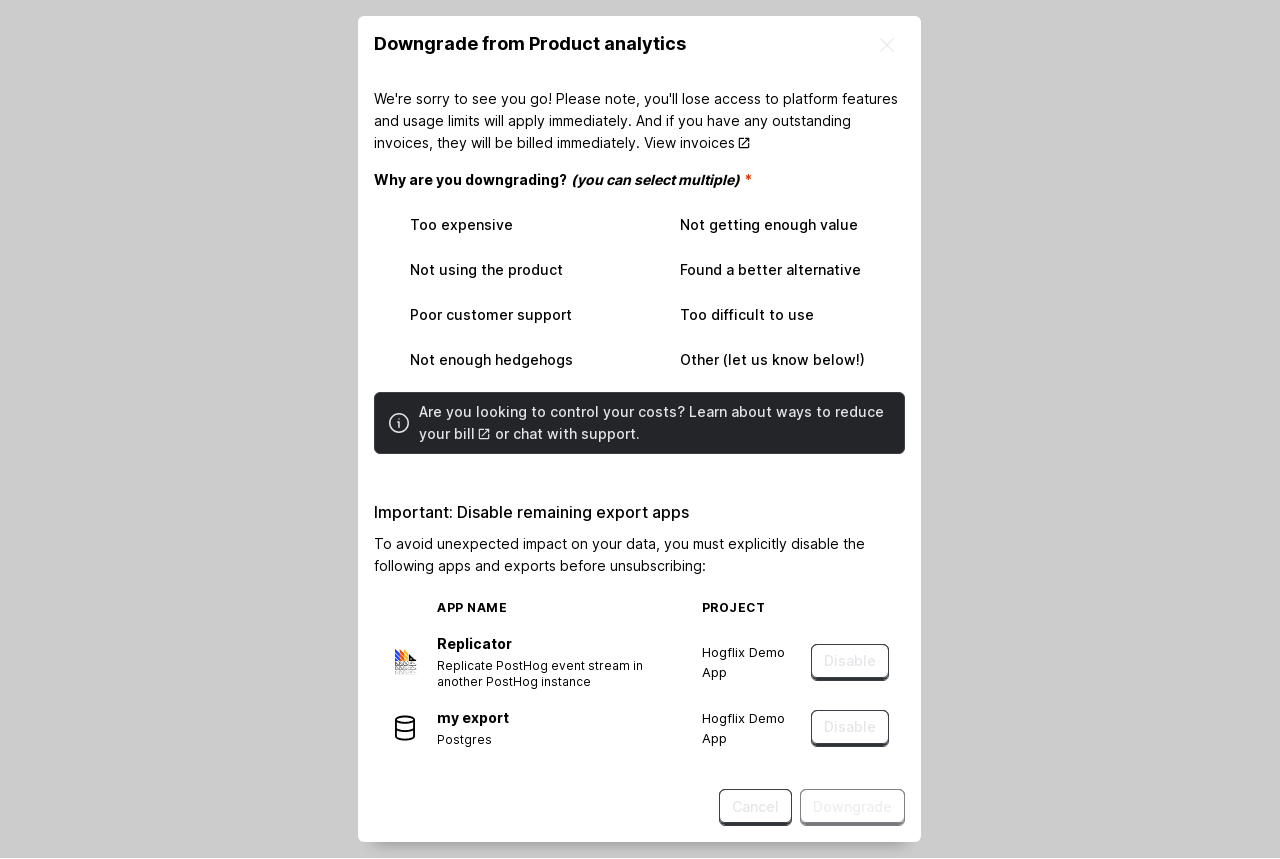 Downgrade from Product analytics
We're sorry to see you go! Please note, you'll lose access to platform features
and usage limits will apply immediately. And if you have any outstanding
invoices, they will be billed immediately. View invoices
Why are you downgrading? (you can select multiple) *
Too expensive
Not getting enough value
Not using the product
Found a better alternative
Poor customer support
Too difficult to use
Not enough hedgehogs
Other (let us know below!)
Are you looking to control your costs? Learn about ways to reduce
your bill or chat with support.
Important: Disable remaining export apps
To avoid unexpected impact on your data, you must explicitly disable the
following apps and exports before unsubscribing:
APP NAME
PROJECT
Replicator
Replicate PostHog event stream in
another PostHog instance
Hogflix Demo
App
Disable
my export
Postgres
Hogflix Demo
App
Disable
Cancel
Downgrade